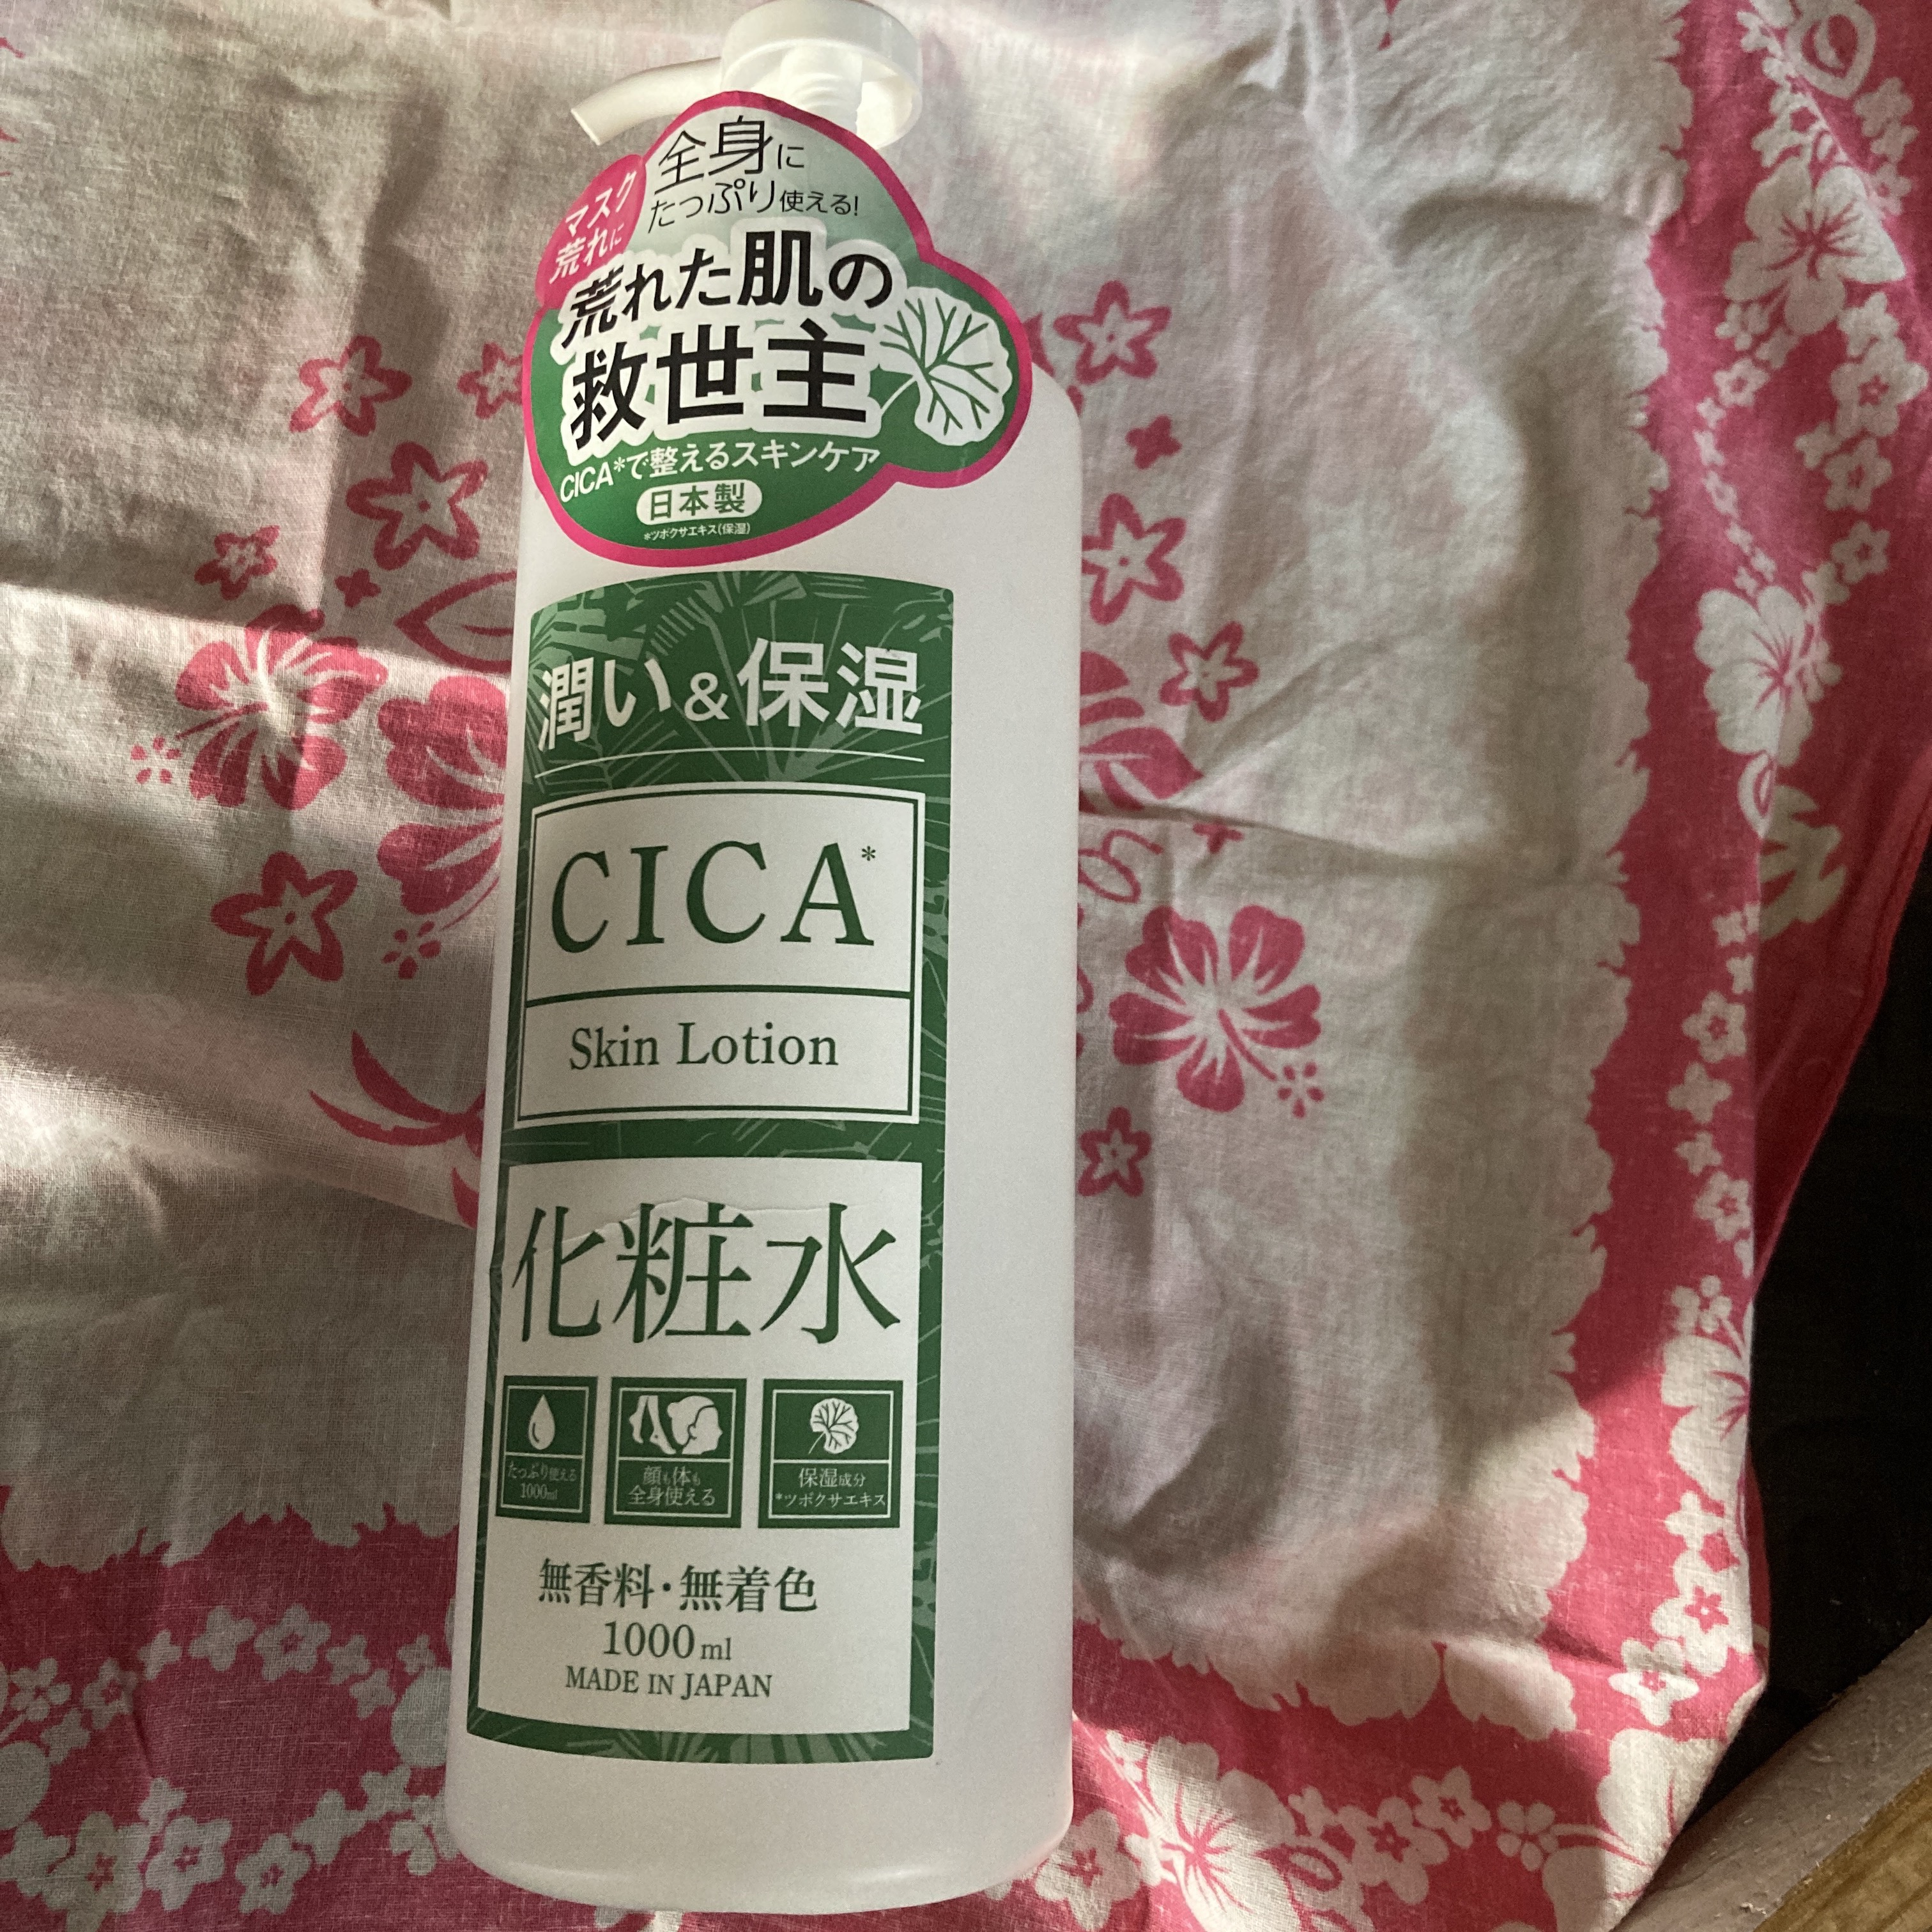 全身に
たっぷり使える!
マスク
荒れに
荒れた肌の
救世主
CICA*で整えるスキンケア
日本製
*ツボクサエキス(保湿)
潤い&保湿
CICA*
Skin Lotion
化粧水
たっぷり使える
1000ml
顔も体も
全身使える
保湿成分
*ツボクサエキス
無香料・無着色
1000ml
MADE IN JAPAN